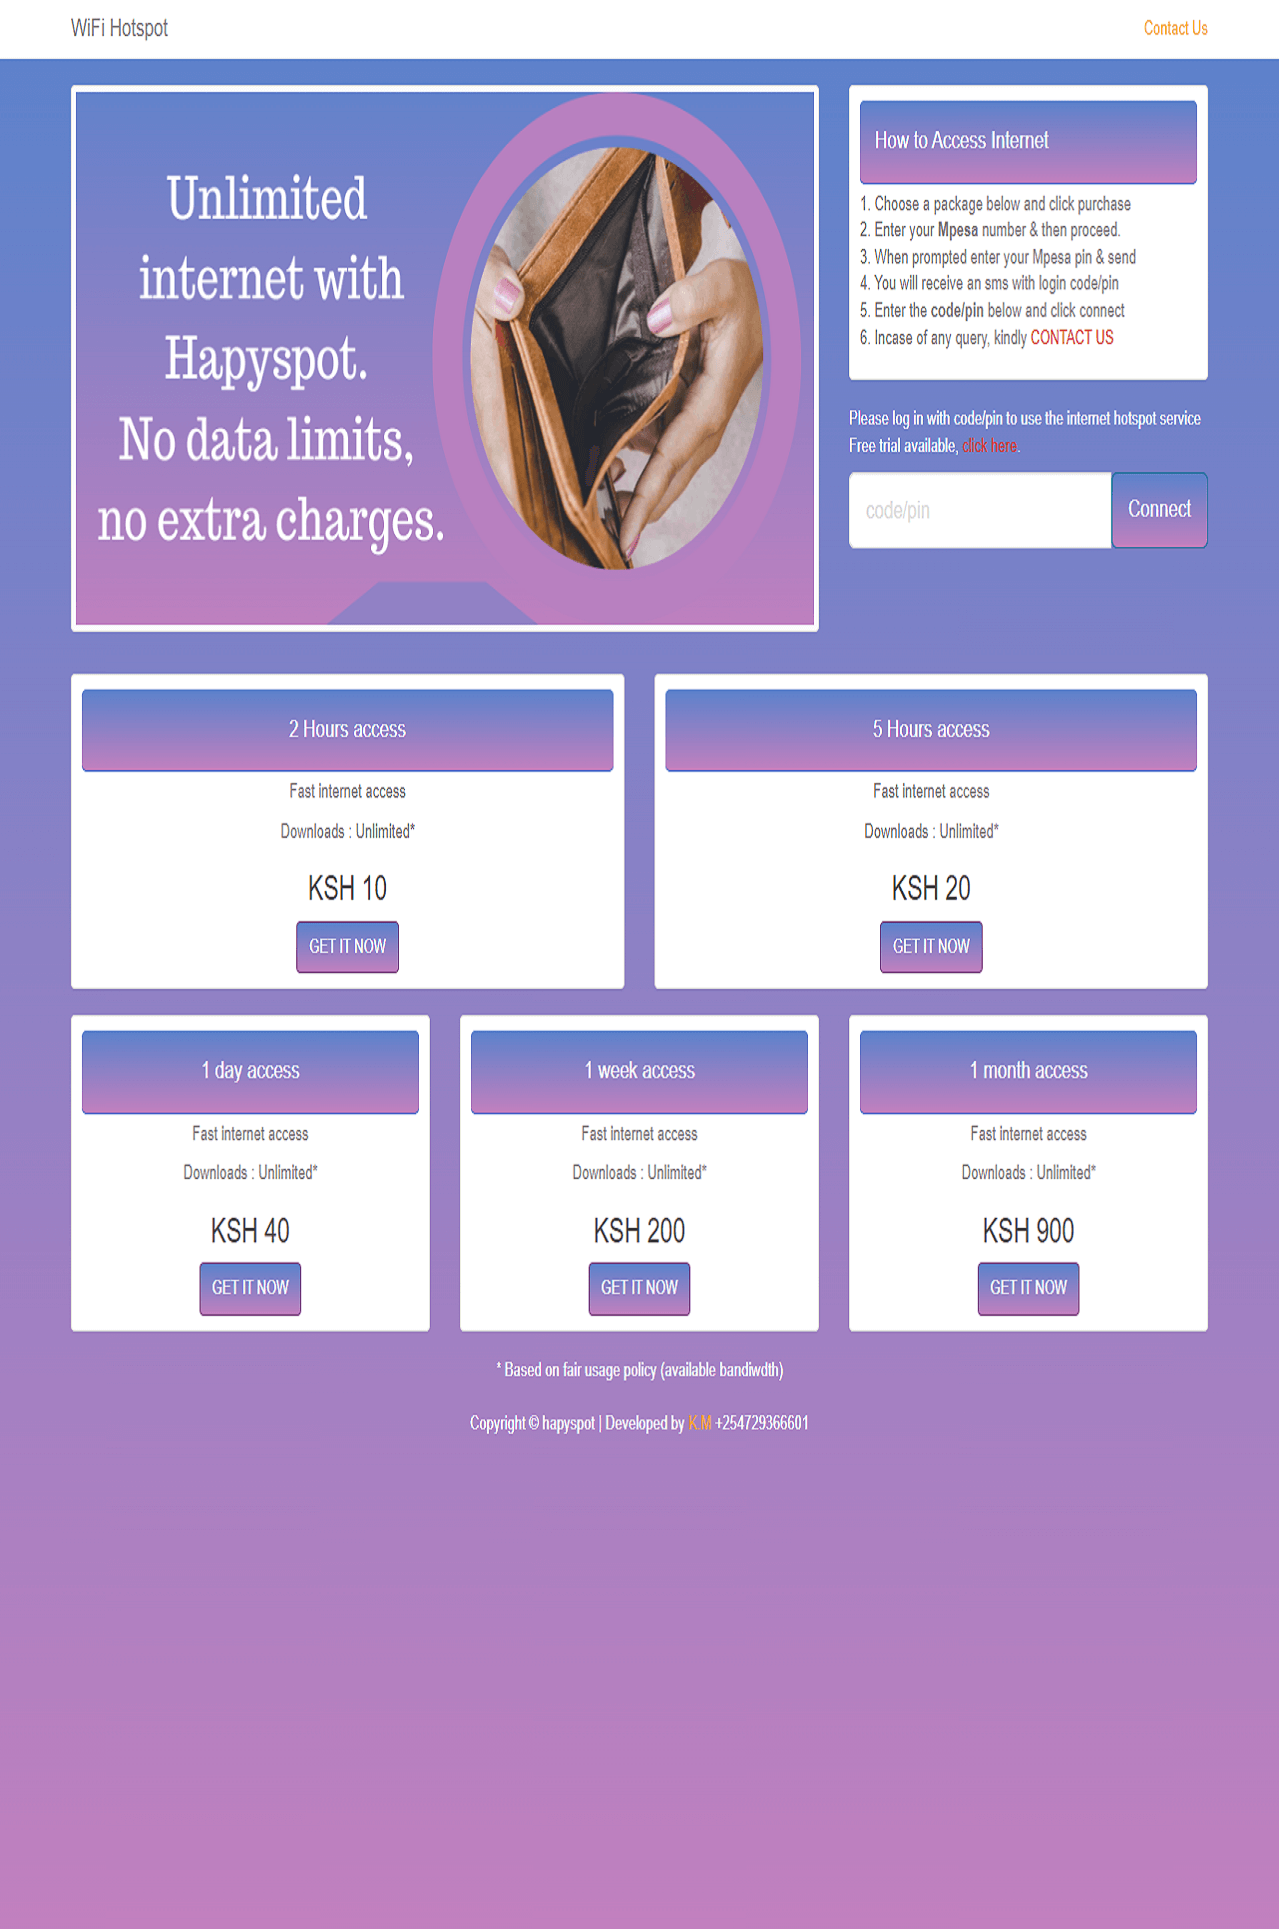 WiFi Hotspot
Contact Us
Unlimited
internet with
Hapyspot.
No data limits,
no extra charges.
How to Access Internet
1. Choose a package below and click purchase
2. Enter your Mpesa number & then proceed.
3. When prompted enter your Mpesa pin & send
4. You will receive an sms with login code/pin
5. Enter the code/pin below and click connect
6. Incase of any query, kindly CONTACT US
Please log in with code/pin to use the internet hotspot service
Free trial available, click here.
code/pin
Connect
2 Hours access
Fast internet access
Downloads : Unlimited*
KSH 10
GET IT NOW
5 Hours access
Fast internet access
Downloads : Unlimited*
KSH 20
GET IT NOW
1 day access
Fast internet access
Downloads : Unlimited*
KSH 40
GET IT NOW
1 week access
Fast internet access
Downloads : Unlimited*
KSH 200
GET IT NOW
1 month access
Fast internet access
Downloads : Unlimited*
KSH 900
GET IT NOW
* Based on fair usage policy (available bandiwdth)
Copyright © hapyspot | Developed by K.M +254729366601